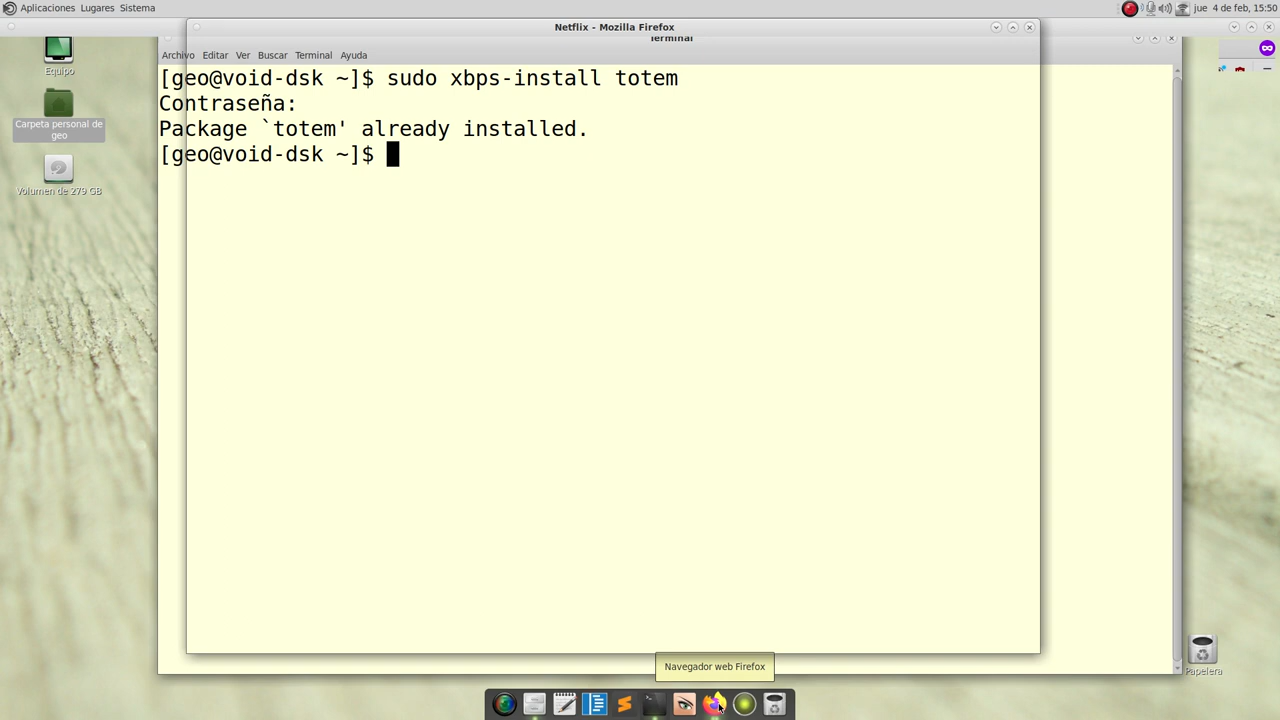 Aplicaciones Lugares Sistema
jue 4 de feb, 15:50
Netflix - Mozilla Firefox
Terminal
Archivo Editar Ver Buscar Terminal Ayuda
[geo@void-dsk ~]$ sudo xbps-install totem
Contraseña:
Package `totem' already installed.
[geo@void-dsk ~]$
Equipo
Carpeta personal de
geo
Volumen de 279 GB
Navegador web Firefox
Papelera